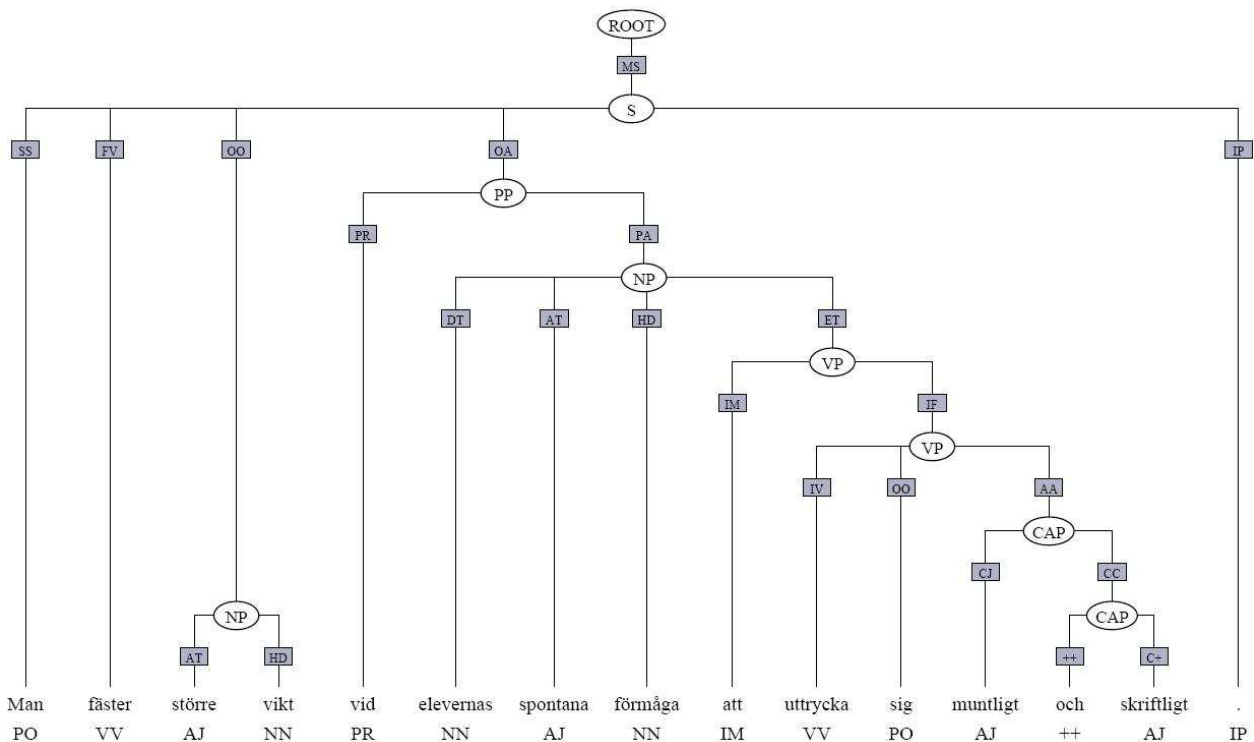 ROOT
MS
S
SS FV OO OA IP
PP
PR PA
NP
DT AT HD ET
VP
IM IF
VP
IV OO AA
CAP
CJ CC
NP CAP
AT HD ++ C+
Man fäster större vikt vid elevernas spontana förmåga att uttrycka sig muntligt och skriftligt .
PO VV AJ NN PR NN AJ NN IM VV PO AJ ++ AJ IP